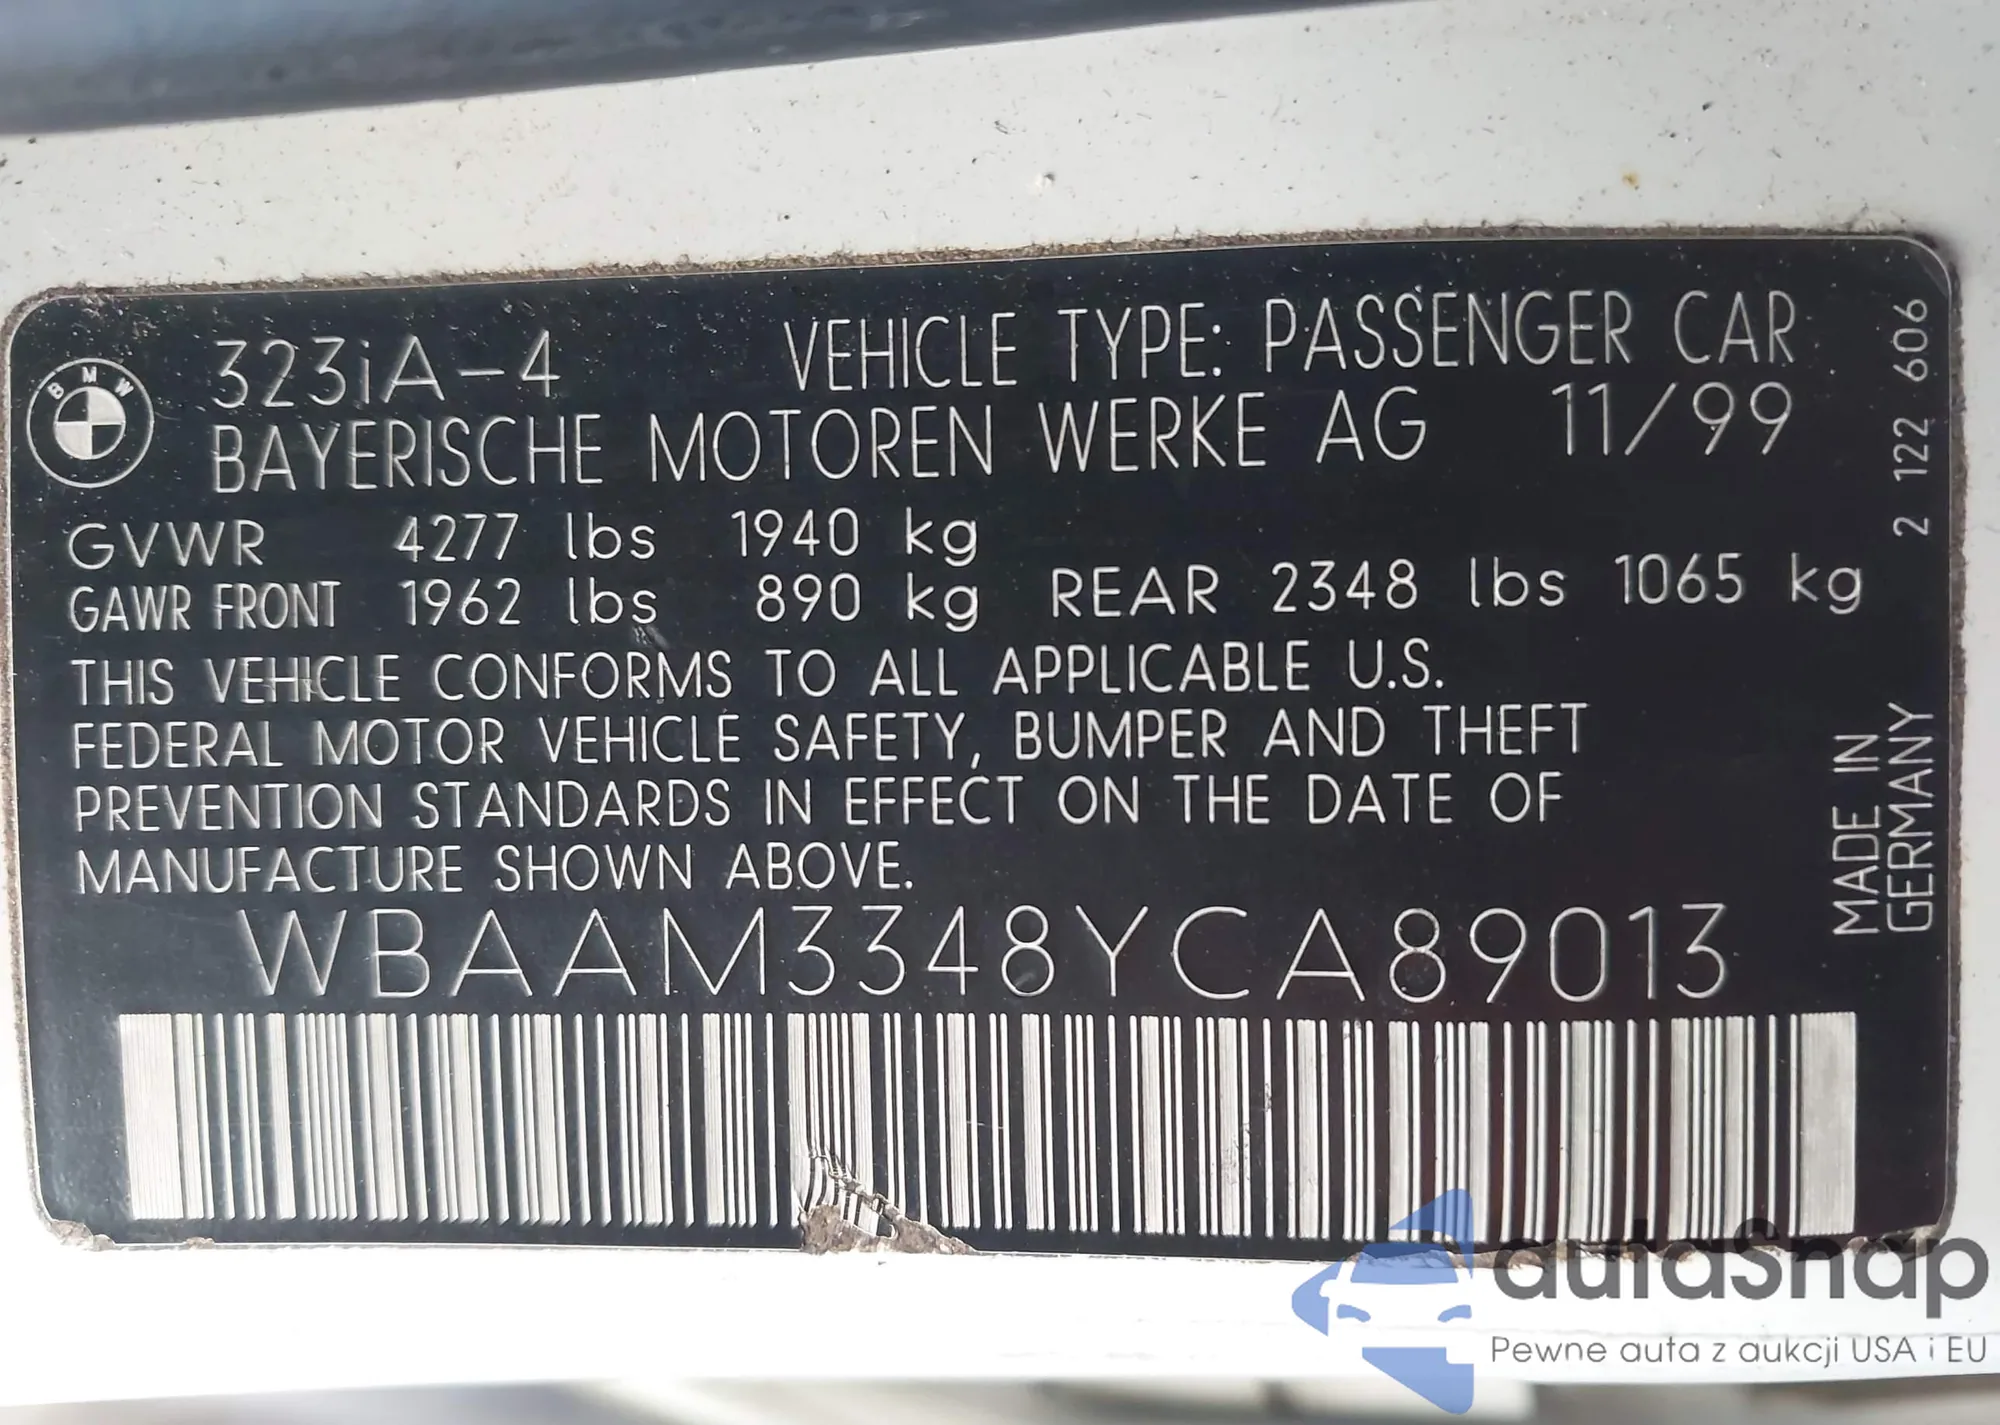 323iA-4 VEHICLE TYPE: PASSENGER CAR
BMW
BAYERISCHE MOTOREN WERKE AG 11/99
GVWR 4277 lbs 1940 kg
GAWR FRONT 1962 lbs 890 kg REAR 2348 lbs 1065 kg
THIS VEHICLE CONFORMS TO ALL APPLICABLE U.S.
FEDERAL MOTOR VEHICLE SAFETY, BUMPER AND THEFT
PREVENTION STANDARDS IN EFFECT ON THE DATE OF
MANUFACTURE SHOWN ABOVE.
WBAAM3348YCA89013
2 122 606
MADE IN
GERMANY
autaSnap
Pewne auta z aukcji USA i EU